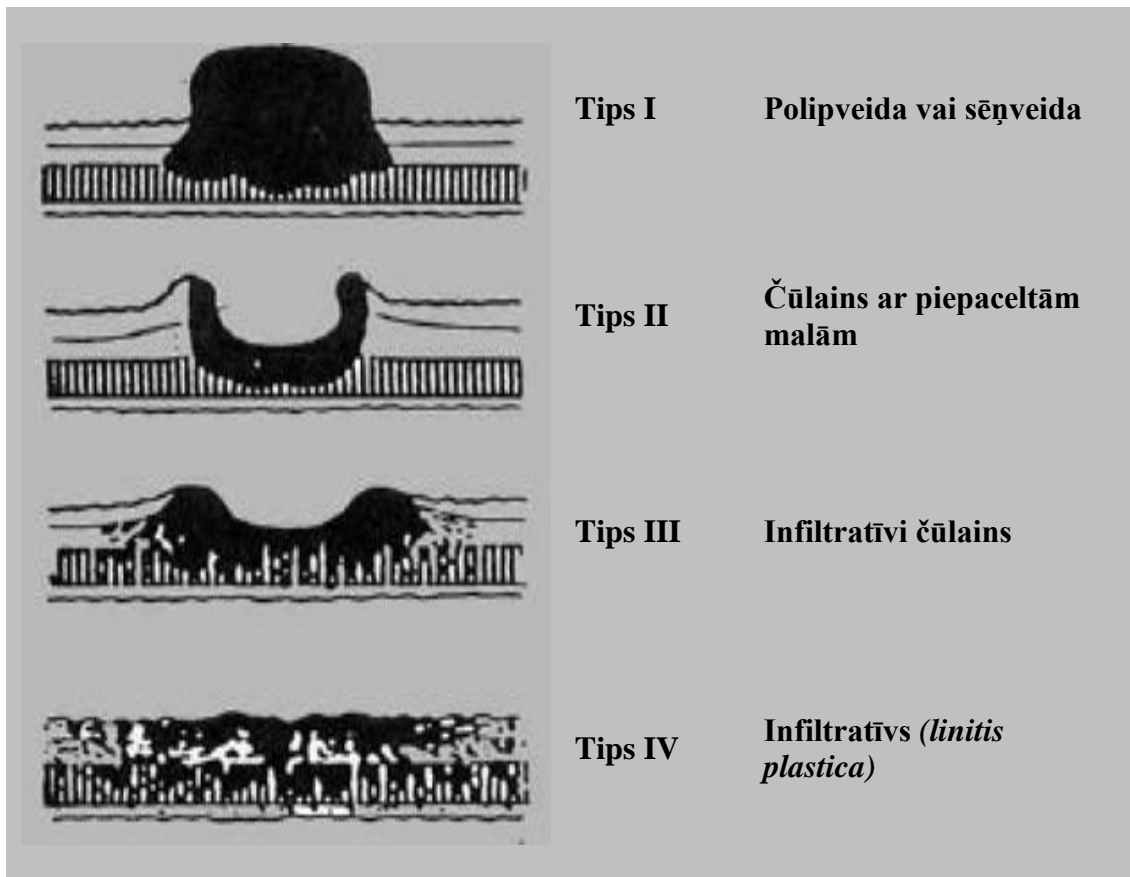 Tips I Polipveida vai sēņveida
Tips II Čūlains ar piepaceltām
malām
Tips III Infiltratīvi čūlains
Tips IV Infiltratīvs (linitis
plastica)